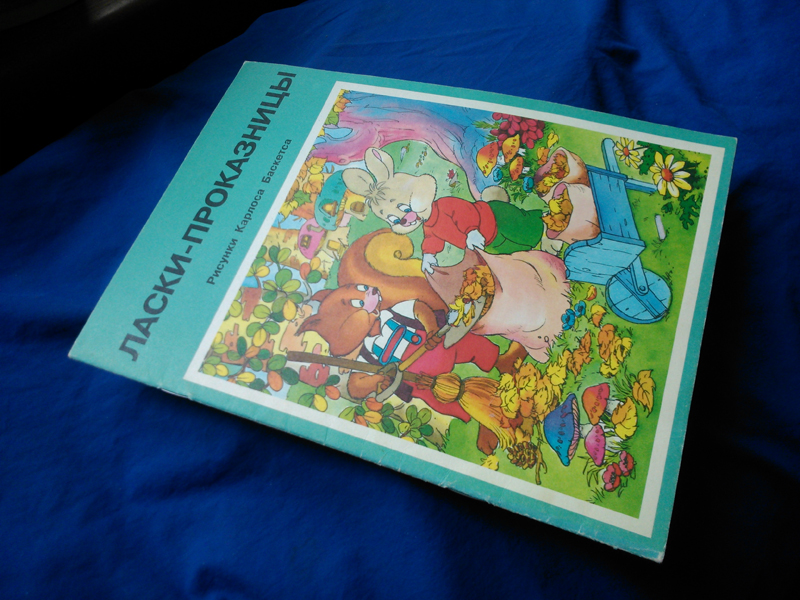 ЛАСКИ-ПРОКАЗНИЦЫ
Рисунки Карлоса Баскетса